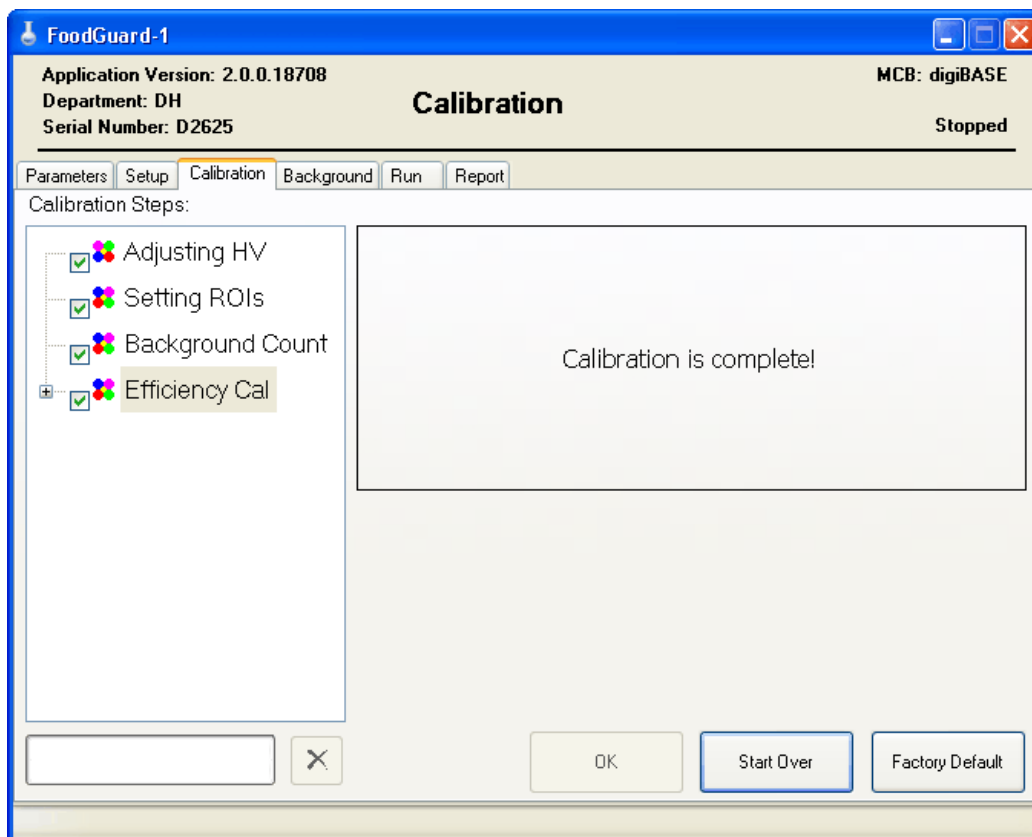 FoodGuard-1
Application Version: 2.0.0.18708
Department: DH
Serial Number: D2625
Calibration
MCB: digiBASE
Stopped
Parameters Setup Calibration Background Run Report
Calibration Steps:
Adjusting HV
Setting ROIs
Background Count
Efficiency Cal
Calibration is complete!
OK Start Over Factory Default